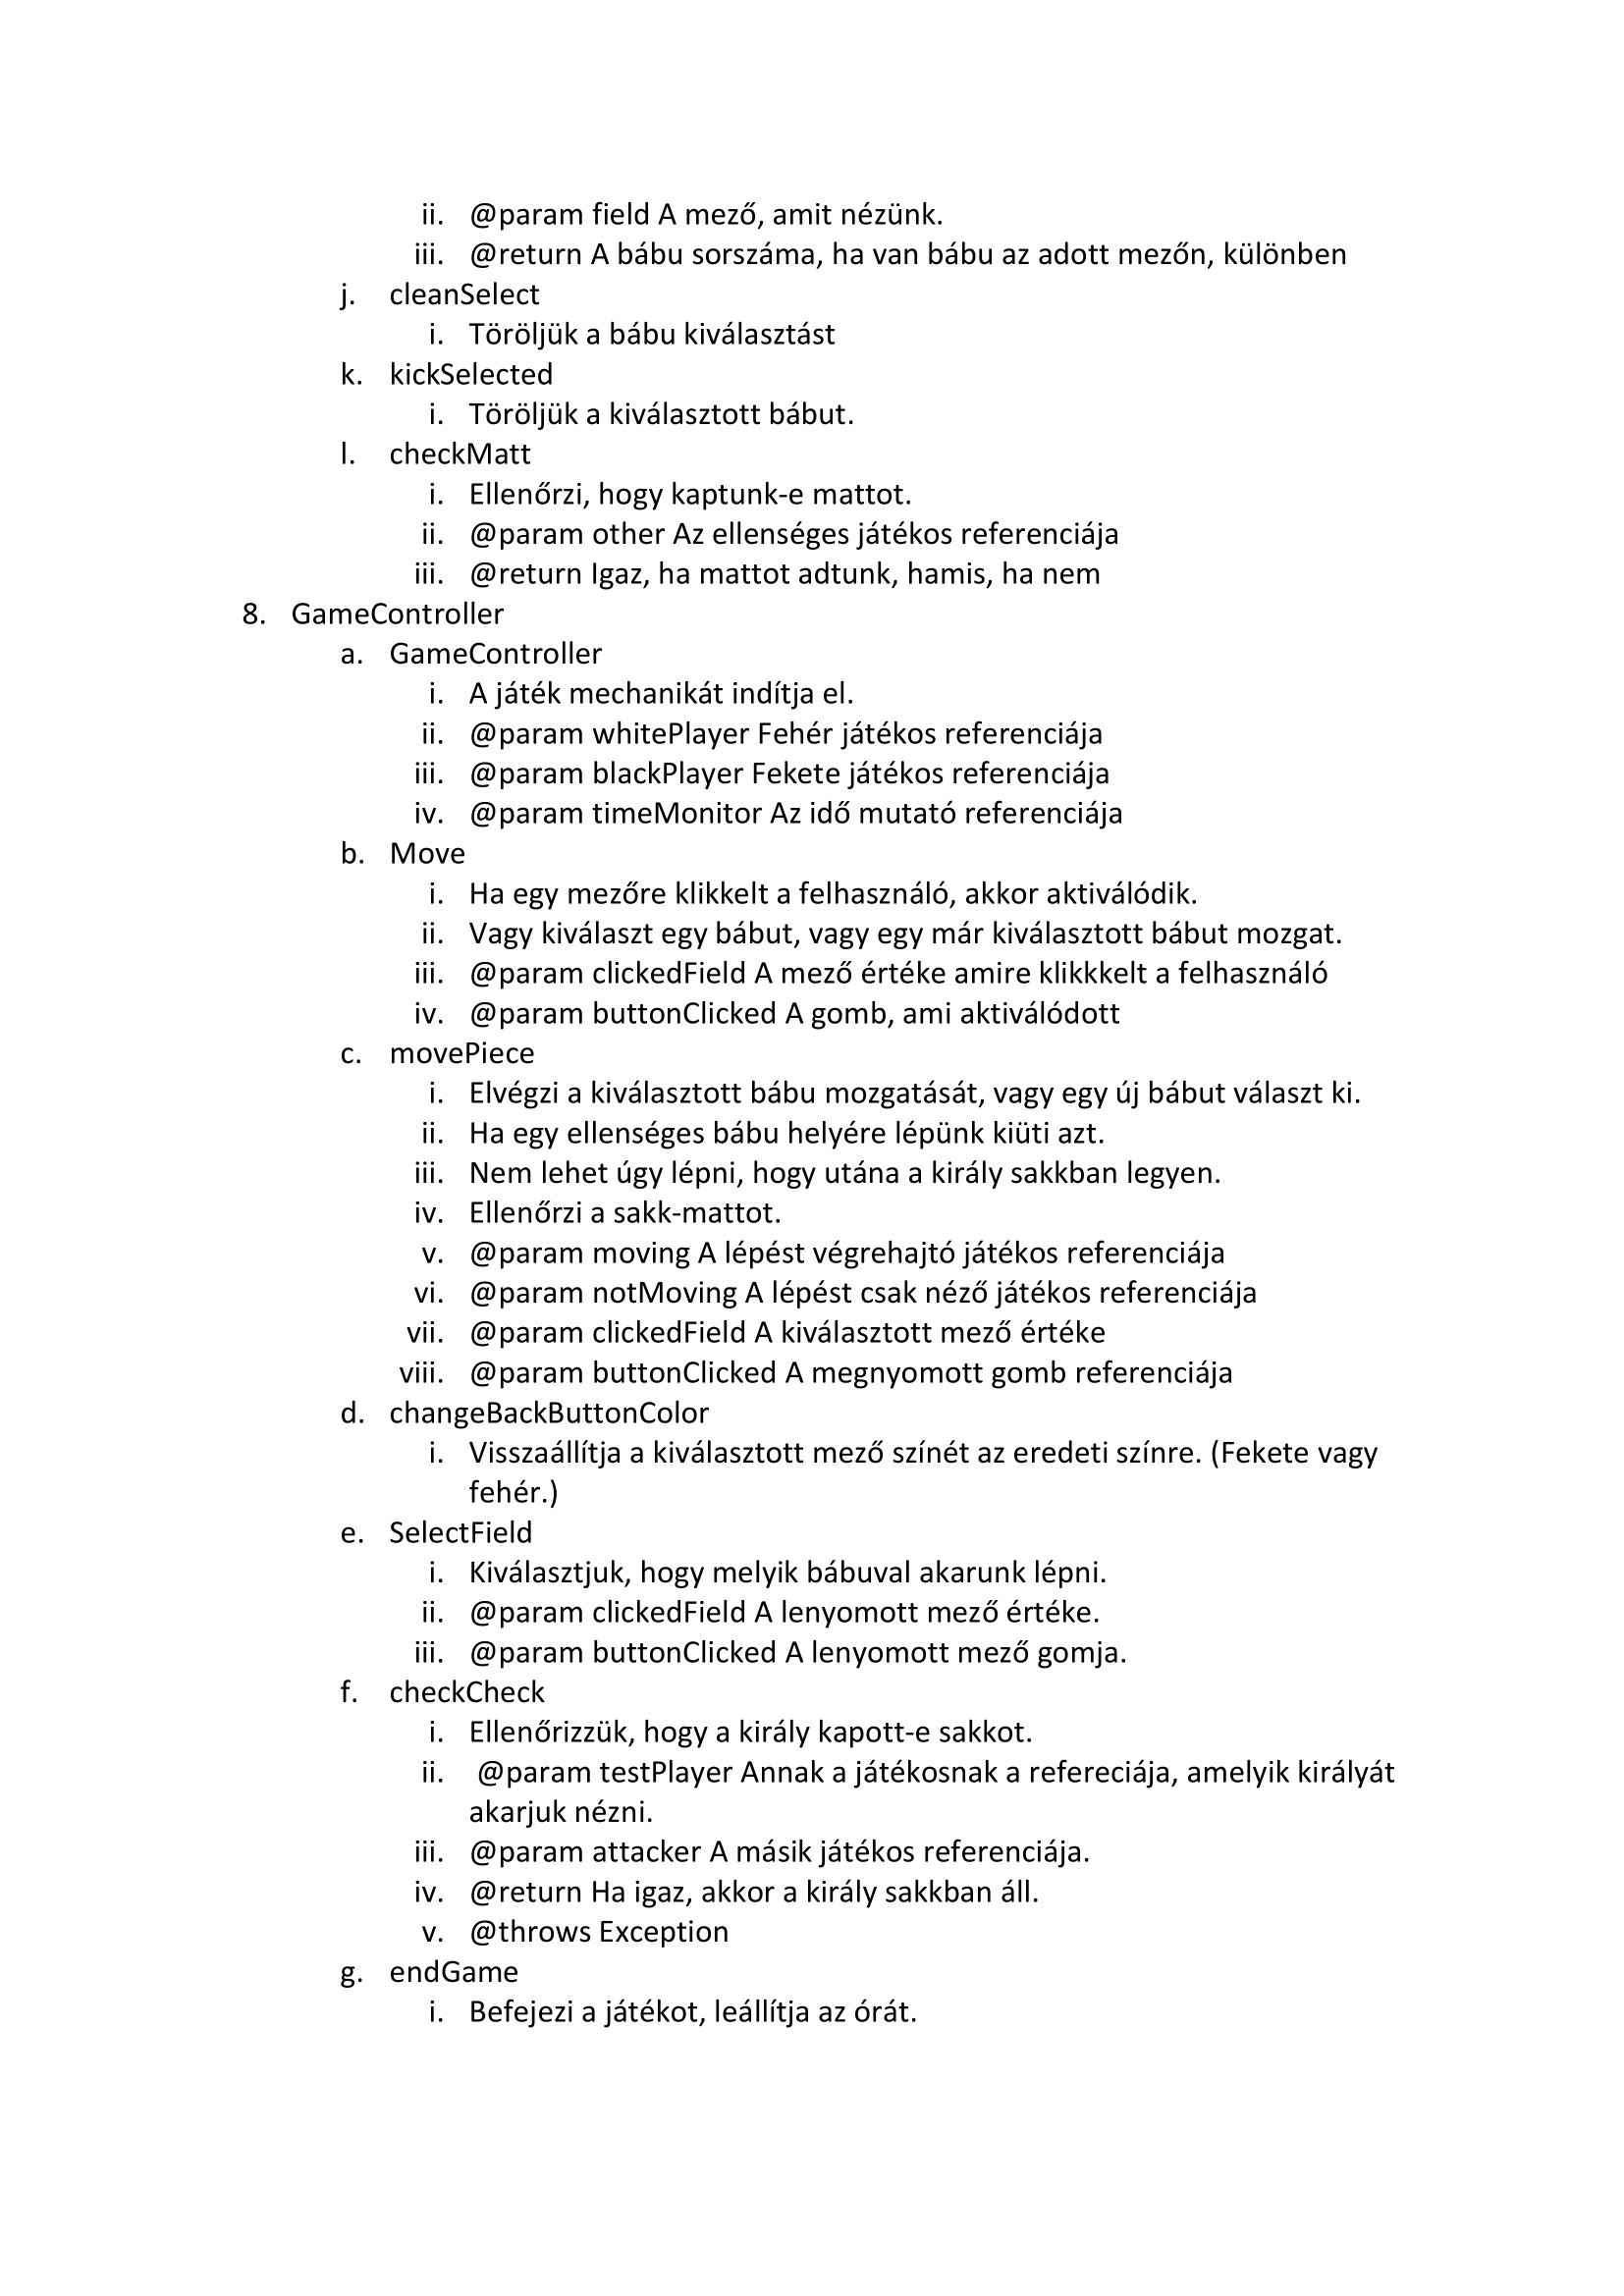 ii. @param field A mező, amit nézünk.
iii. @return A bábu sorszáma, ha van bábu az adott mezőn, különben
j. cleanSelect
i. Töröljük a bábu kiválasztást
k. kickSelected
i. Töröljük a kiválasztott bábut.
l. checkMatt
i. Ellenőrzi, hogy kaptunk-e mattot.
ii. @param other Az ellenséges játékos referenciája
iii. @return Igaz, ha mattot adtunk, hamis, ha nem
8. GameController
a. GameController
i. A játék mechanikát indítja el.
ii. @param whitePlayer Fehér játékos referenciája
iii. @param blackPlayer Fekete játékos referenciája
iv. @param timeMonitor Az idő mutató referenciája
b. Move
i. Ha egy mezőre klikkelt a felhasználó, akkor aktiválódik.
ii. Vagy kiválaszt egy bábut, vagy egy már kiválasztott bábut mozgat.
iii. @param clickedField A mező értéke amire klikkkelt a felhasználó
iv. @param buttonClicked A gomb, ami aktiválódott
c. movePiece
i. Elvégzi a kiválasztott bábu mozgatását, vagy egy új bábut választ ki.
ii. Ha egy ellenséges bábu helyére lépünk kiüti azt.
iii. Nem lehet úgy lépni, hogy utána a király sakkban legyen.
iv. Ellenőrzi a sakk-mattot.
v. @param moving A lépést végrehajtó játékos referenciája
vi. @param notMoving A lépést csak néző játékos referenciája
vii. @param clickedField A kiválasztott mező értéke
viii. @param buttonClicked A megnyomott gomb referenciája
d. changeBackButtonColor
i. Visszaállítja a kiválasztott mező színét az eredeti színre. (Fekete vagy
fehér.)
e. SelectField
i. Kiválasztjuk, hogy melyik bábuval akarunk lépni.
ii. @param clickedField A lenyomott mező értéke.
iii. @param buttonClicked A lenyomott mező gomja.
f. checkCheck
i. Ellenőrizzük, hogy a király kapott-e sakkot.
ii. @param testPlayer Annak a játékosnak a refereciája, amelyik királyát
akarjuk nézni.
iii. @param attacker A másik játékos referenciája.
iv. @return Ha igaz, akkor a király sakkban áll.
v. @throws Exception
g. endGame
i. Befejezi a játékot, leállítja az órát.